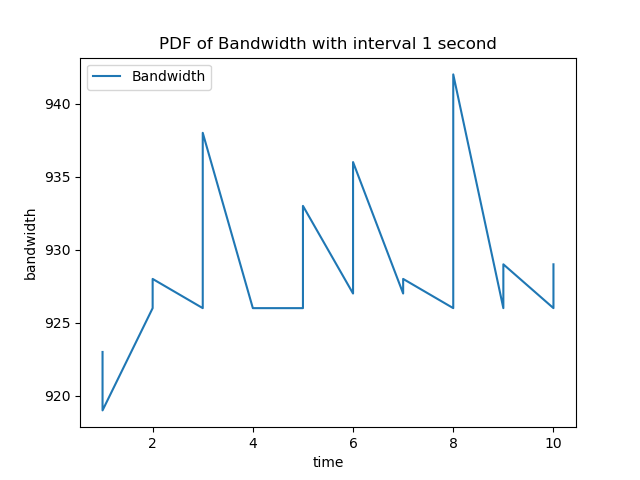 PDF of Bandwidth with interval 1 second
Bandwidth
940
935
930
925
920
bandwidth
2 4 6 8 10
time